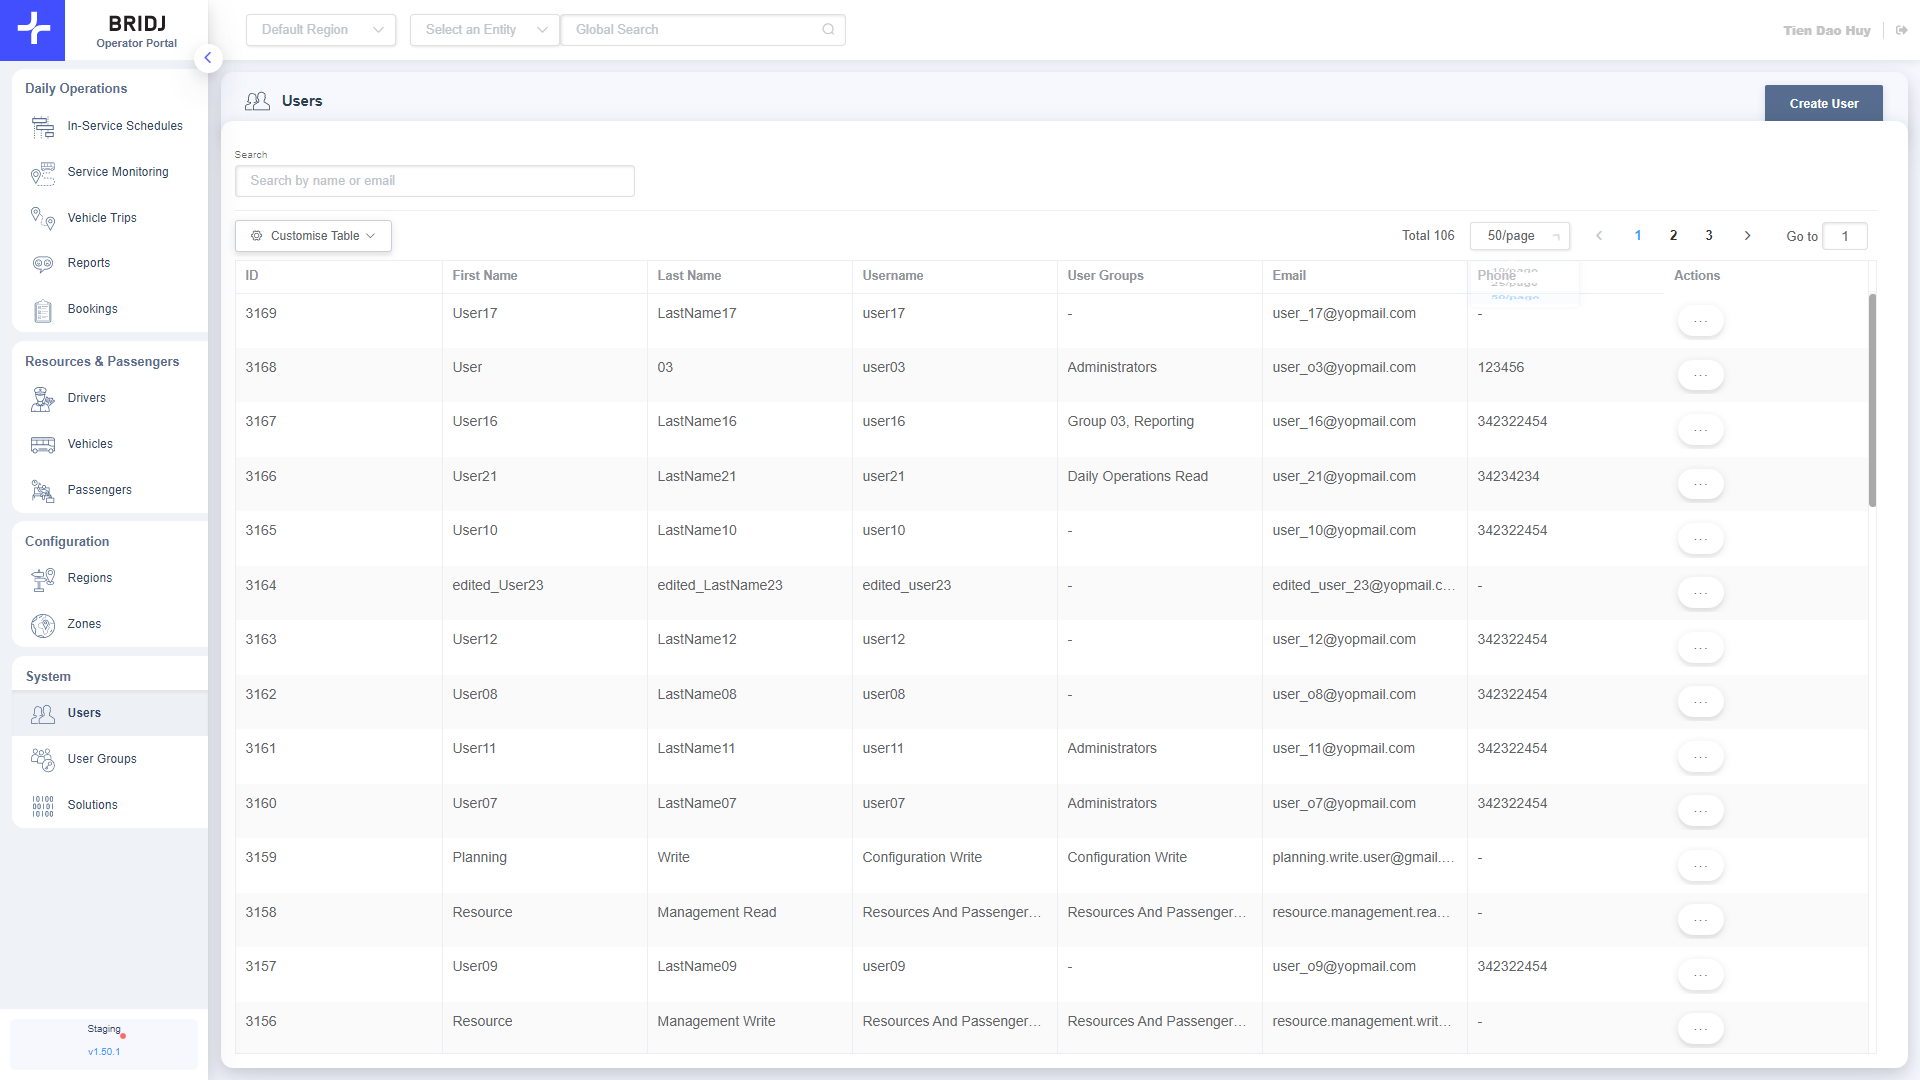 BRIDJ
Operator Portal
Default Region
Select an Entity
Global Search
Tien Dao Huy
Daily Operations
In-Service Schedules
Service Monitoring
Vehicle Trips
Reports
Bookings
Resources & Passengers
Drivers
Vehicles
Passengers
Configuration
Regions
Zones
System
Users
User Groups
Solutions
Staging
v1.50.1
Users
Create User
Search
Search by name or email
Customise Table
Total 106 50/page 1 2 3 Go to 1
ID First Name Last Name Username User Groups Email Phone Actions
50/page
3169 User17 LastName17 user17 - user_17@yopmail.com - ...
3168 User 03 user03 Administrators user_o3@yopmail.com 123456 ...
3167 User16 LastName16 user16 Group 03, Reporting user_16@yopmail.com 342322454 ...
3166 User21 LastName21 user21 Daily Operations Read user_21@yopmail.com 34234234 ...
3165 User10 LastName10 user10 - user_10@yopmail.com 342322454 ...
3164 edited_User23 edited_LastName23 edited_user23 - edited_user_23@yopmail.c... - ...
3163 User12 LastName12 user12 - user_12@yopmail.com 342322454 ...
3162 User08 LastName08 user08 - user_o8@yopmail.com 342322454 ...
3161 User11 LastName11 user11 Administrators user_11@yopmail.com 342322454 ...
3160 User07 LastName07 user07 Administrators user_o7@yopmail.com 342322454 ...
3159 Planning Write Configuration Write Configuration Write planning.write.user@gmail.... - ...
3158 Resource Management Read Resources And Passenger... Resources And Passenger... resource.management.rea... - ...
3157 User09 LastName09 user09 - user_o9@yopmail.com 342322454 ...
3156 Resource Management Write Resources And Passenger... Resources And Passenger... resource.management.writ... - ...